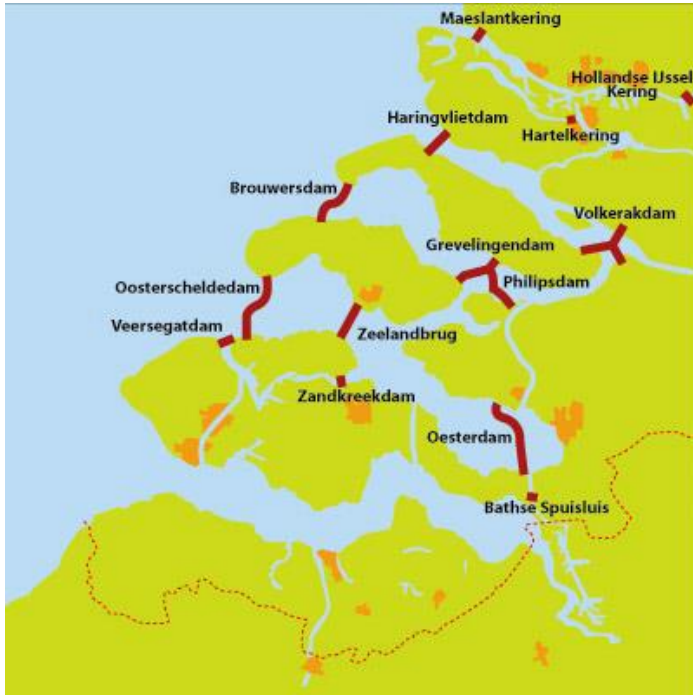 Maeslantkering
Hollandse IJssel
Kering
Haringvlietdam
Hartelkering
Brouwersdam
Volkerakdam
Grevelingendam
Oosterscheldedam
Philipsdam
Veersegatdam
Zeelandbrug
Zandkreekdam
Oesterdam
Bathse Spuisluis